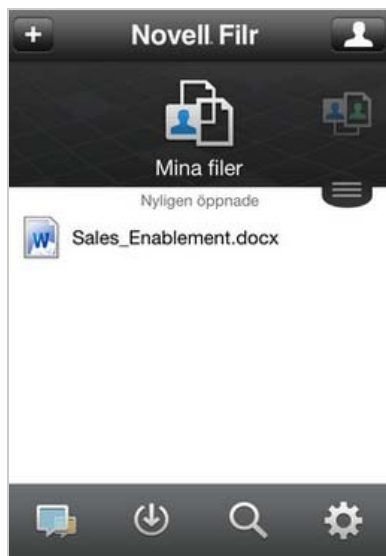 Novell Filr
Mina filer
Nyligen öppnade
Sales_Enablement.docx